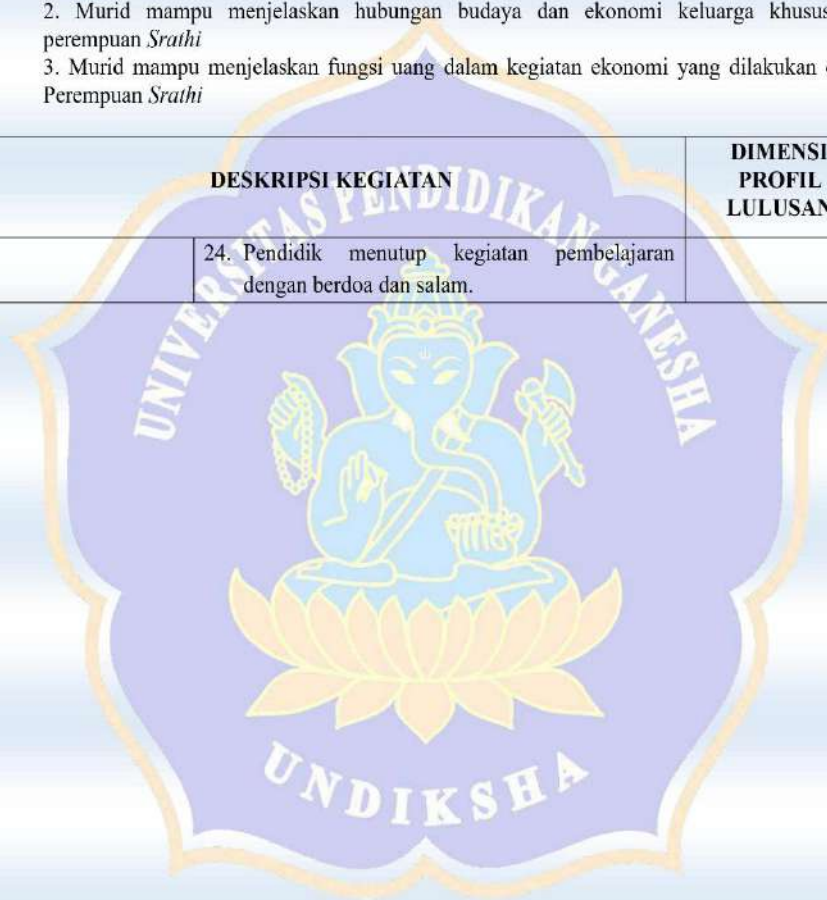 2. Murid mampu menjelaskan hubungan budaya dan ekonomi keluarga khusus
perempuan Srathi
3. Murid mampu menjelaskan fungsi uang dalam kegiatan ekonomi yang dilakukan
Perempuan Srathi
DESKRIPSI KEGIATAN
DIMENSI
PROFIL
LULUSAN
24. Pendidik menutup kegiatan pembelajaran
dengan berdoa dan salam.
UNIVERSITAS PENDIDIKAN GANESHA
UNDIKSHA